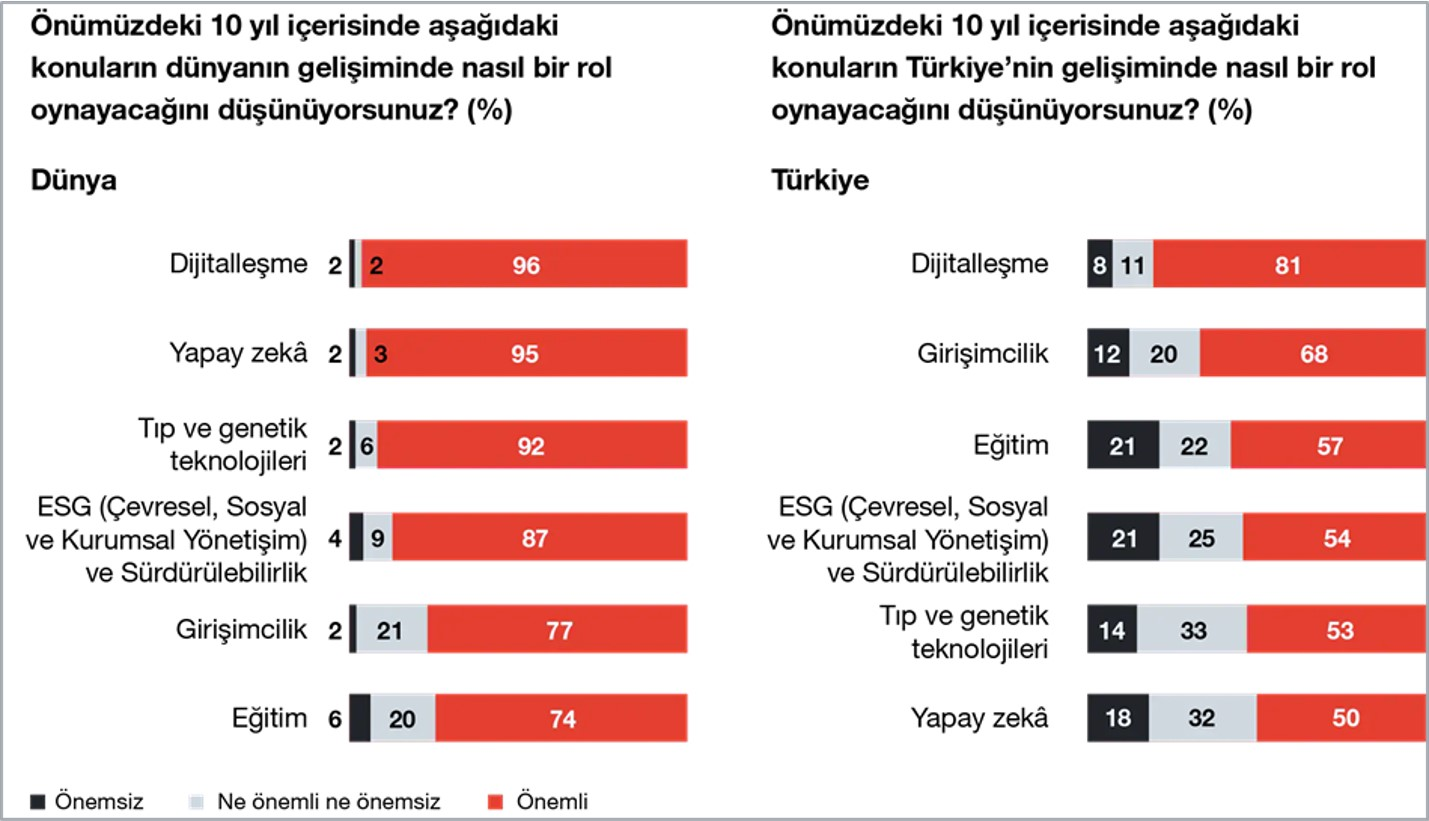 Önümüzdeki 10 yıl içerisinde aşağıdaki
konuların dünyanın gelişiminde nasıl bir rol
oynayacağını düşünüyorsunuz? (%)
Dünya
Dijitalleşme 2 2 96
Yapay zekâ 2 3 95
Tıp ve genetik
teknolojileri 2 6 92
ESG (Çevresel, Sosyal
ve Kurumsal Yönetişim) 4 9 87
ve Sürdürülebilirlik
Girişimcilik 2 21 77
Eğitim 6 20 74
Önemsiz Ne önemli ne önemsiz Önemli
Önümüzdeki 10 yıl içerisinde aşağıdaki
konuların Türkiye’nin gelişiminde nasıl bir rol
oynayacağını düşünüyorsunuz? (%)
Türkiye
Dijitalleşme 8 11 81
Girişimcilik 12 20 68
Eğitim 21 22 57
ESG (Çevresel, Sosyal
ve Kurumsal Yönetişim) 21 25 54
ve Sürdürülebilirlik
Tıp ve genetik
teknolojileri 14 33 53
Yapay zekâ 18 32 50